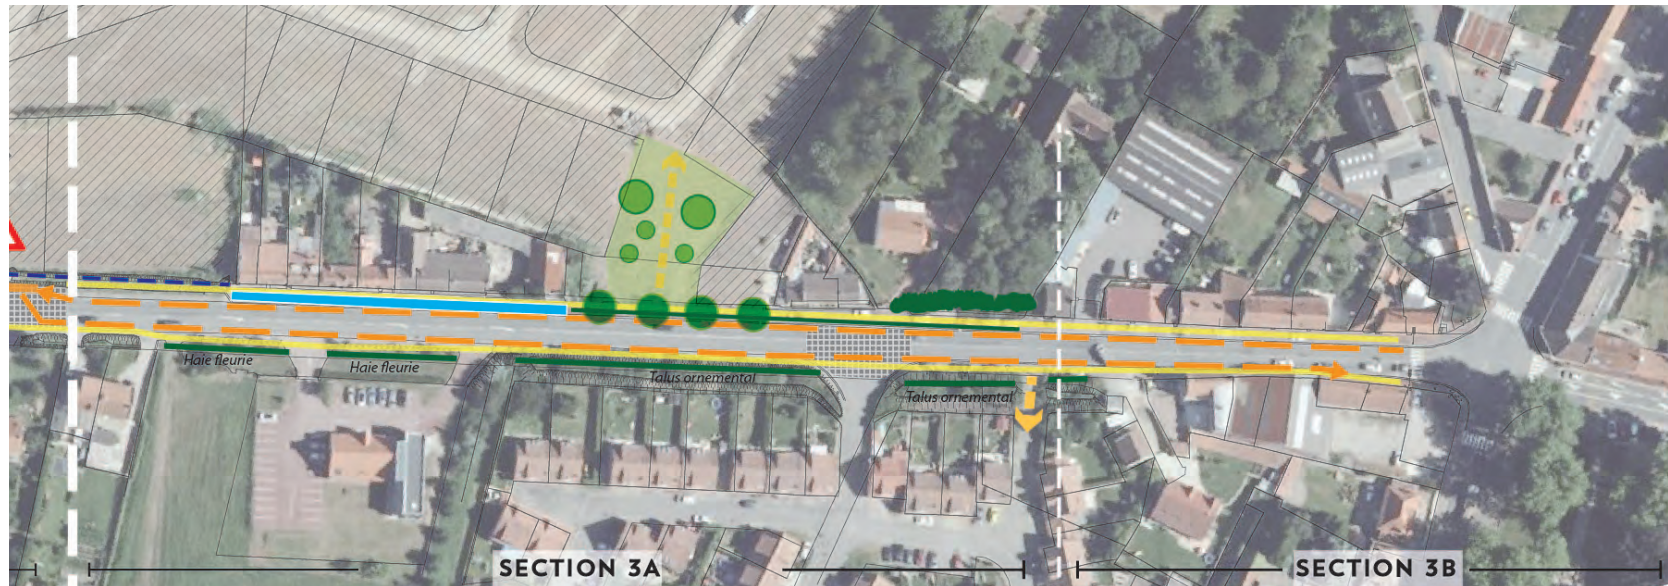 Haie fleurie
Haie fleurie
Talus ornemental
Talus ornemental
SECTION 3A
SECTION 3B